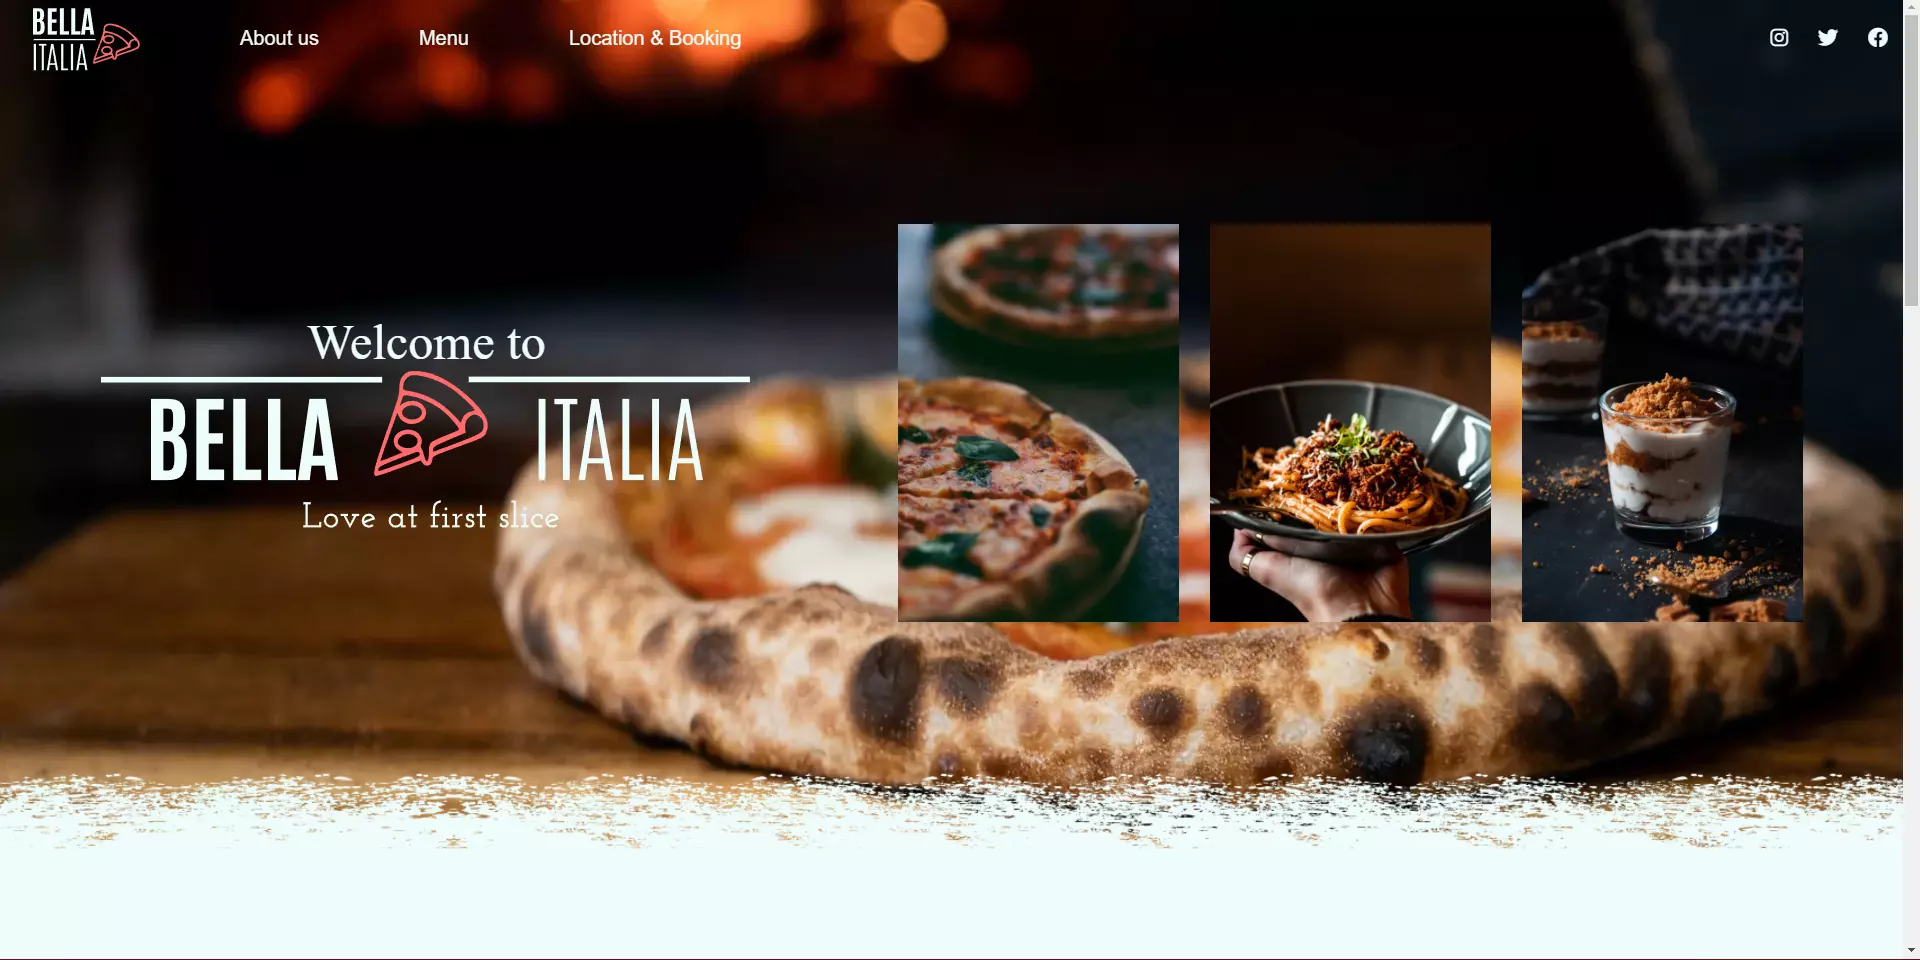 BELLA
ITALIA
About us
Menu
Location & Booking
Welcome to
BELLA ITALIA
Love at first slice